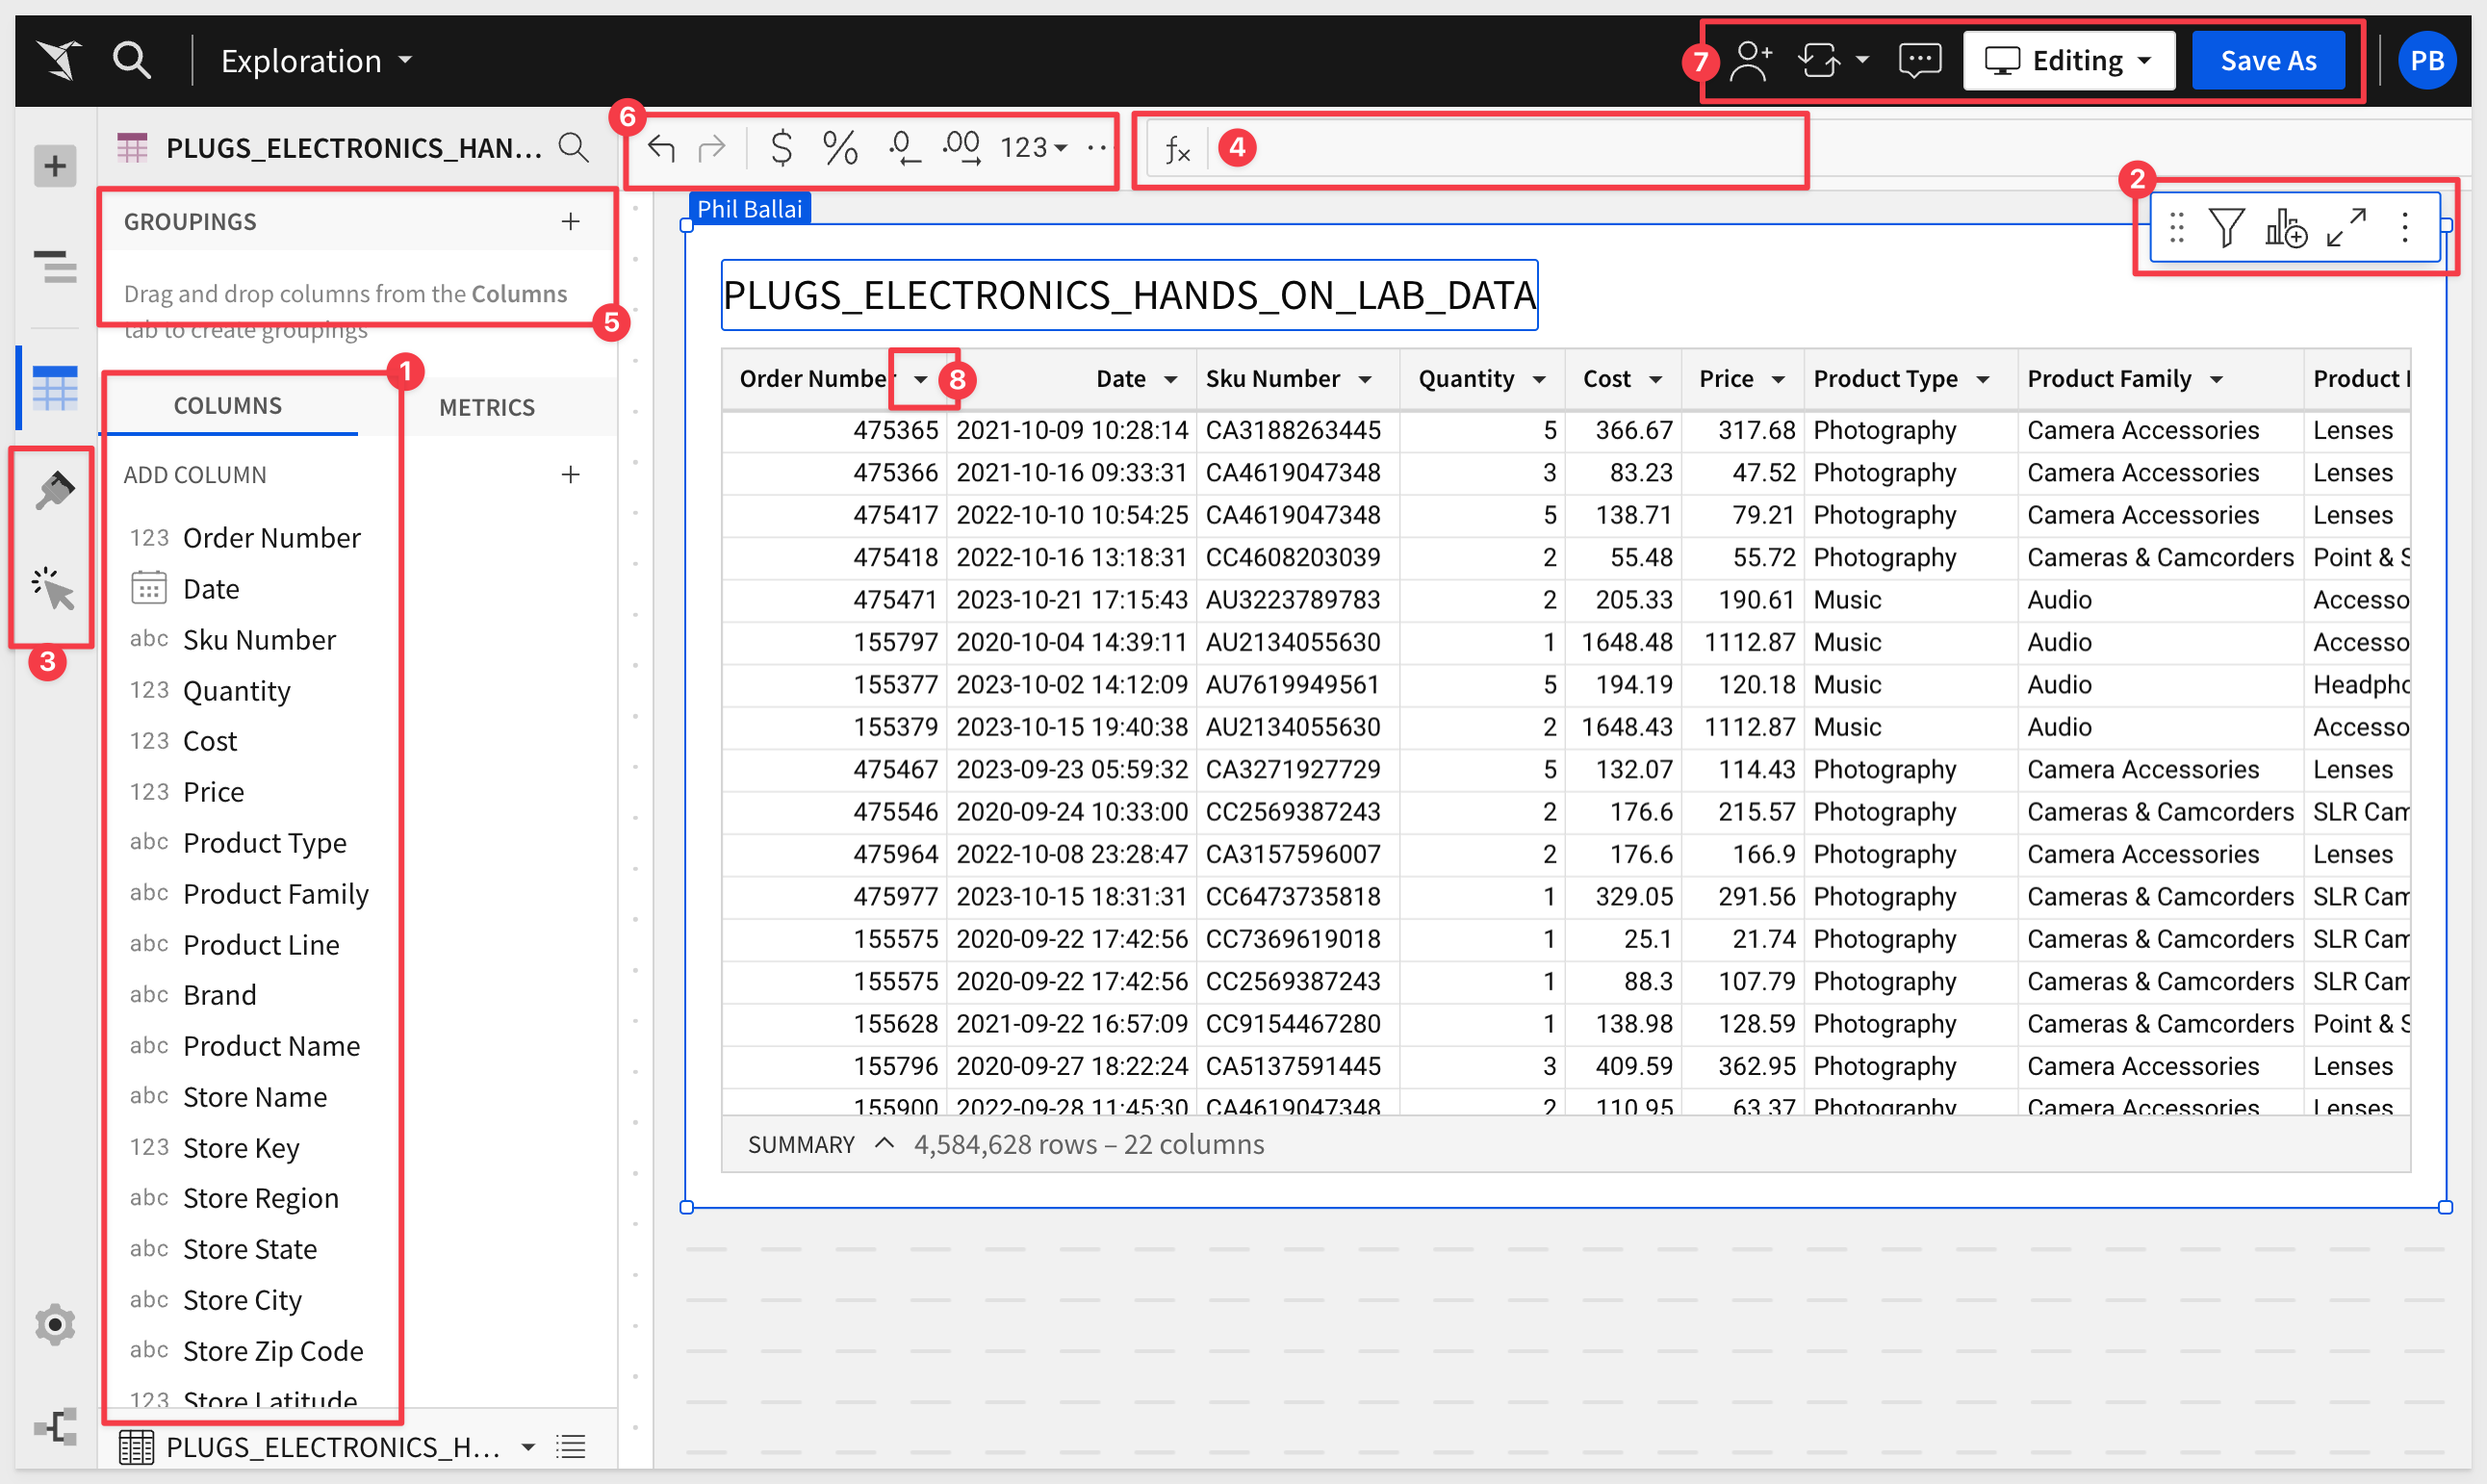 Exploration
7
Editing
Save As
PB
PLUGS_ELECTRONICS_HAN...
6
$ % .0 .00 123
fx
4
2
GROUPINGS
Drag and drop columns from the Columns
tab to create groupings
5
1
COLUMNS
METRICS
ADD COLUMN
123 Order Number
Date
abc Sku Number
123 Quantity
123 Cost
123 Price
abc Product Type
abc Product Family
abc Product Line
abc Brand
abc Product Name
abc Store Name
123 Store Key
abc Store Region
abc Store State
abc Store City
abc Store Zip Code
123 Store Latitude
PLUGS_ELECTRONICS_H...
3
Phil Ballai
PLUGS_ELECTRONICS_HANDS_ON_LAB_DATA
8
Order Number Date Sku Number Quantity Cost Price Product Type Product Family Product
475365 2021-10-09 10:28:14 CA3188263445 5 366.67 317.68 Photography Camera Accessories Lenses
475366 2021-10-16 09:33:31 CA4619047348 3 83.23 47.52 Photography Camera Accessories Lenses
475417 2022-10-10 10:54:25 CA4619047348 5 138.71 79.21 Photography Camera Accessories Lenses
475418 2022-10-16 13:18:31 CC4608203039 2 55.48 55.72 Photography Cameras & Camcorders Point & S
475471 2023-10-21 17:15:43 AU3223789783 2 205.33 190.61 Music Audio Accesso
155797 2020-10-04 14:39:11 AU2134055630 1 1648.48 1112.87 Music Audio Accesso
155377 2023-10-02 14:12:09 AU7619949561 5 194.19 120.18 Music Audio Headpho
155379 2023-10-15 19:40:38 AU2134055630 2 1648.43 1112.87 Music Audio Accesso
475467 2023-09-23 05:59:32 CA3271927729 5 132.07 114.43 Photography Camera Accessories Lenses
475546 2020-09-24 10:33:00 CC2569387243 2 176.6 215.57 Photography Cameras & Camcorders SLR Cam
475964 2022-10-08 23:28:47 CA3157596007 2 176.6 166.9 Photography Camera Accessories Lenses
475977 2023-10-15 18:31:31 CC6473735818 1 329.05 291.56 Photography Cameras & Camcorders SLR Cam
155575 2020-09-22 17:42:56 CC7369619018 1 25.1 21.74 Photography Cameras & Camcorders SLR Cam
155575 2020-09-22 17:42:56 CC2569387243 1 88.3 107.79 Photography Cameras & Camcorders SLR Cam
155628 2021-09-22 16:57:09 CC9154467280 1 138.98 128.59 Photography Cameras & Camcorders Point & S
155796 2020-09-27 18:22:24 CA5137591445 3 409.59 362.95 Photography Camera Accessories Lenses
155900 2022-09-28 11:45:30 CA4619047348 2 110.95 63.37 Photography Camera Accessories Lenses
SUMMARY 4,584,628 rows – 22 columns